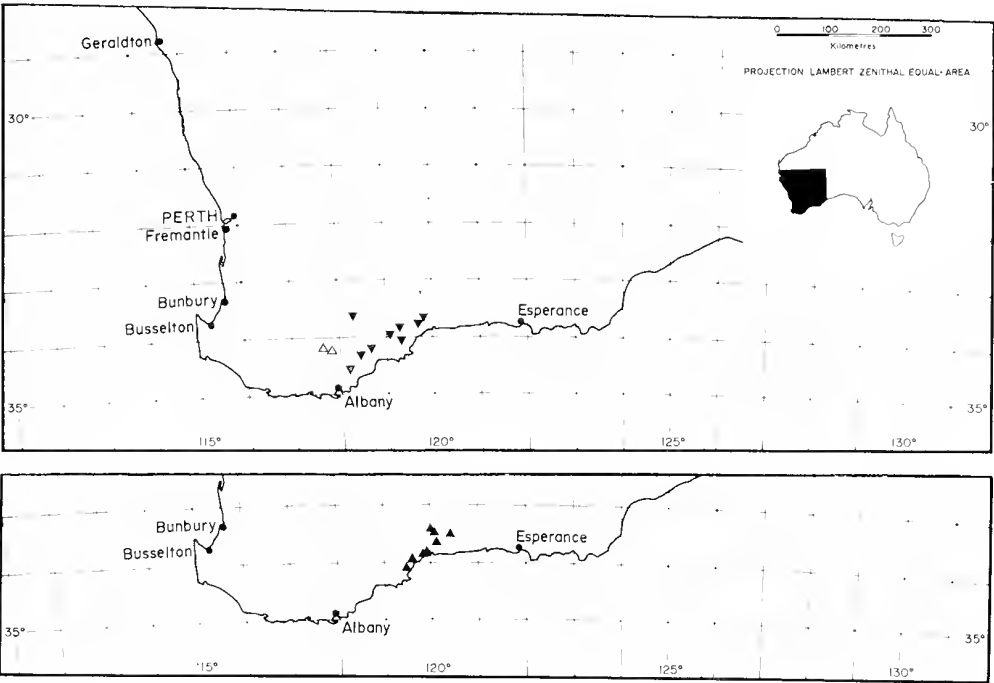 Geraldton
0 100 200 300
Kilometres
PROJECTION LAMBERT ZENITHAL EQUAL-AREA
30° 30°
PERTH
Fremantle
Bunbury
Busselton
Esperance
Albany
35° 35°
115° 120° 125° 130°
Bunbury
Busselton
Esperance
Albany
35° 35°
115° 120° 125° 130°